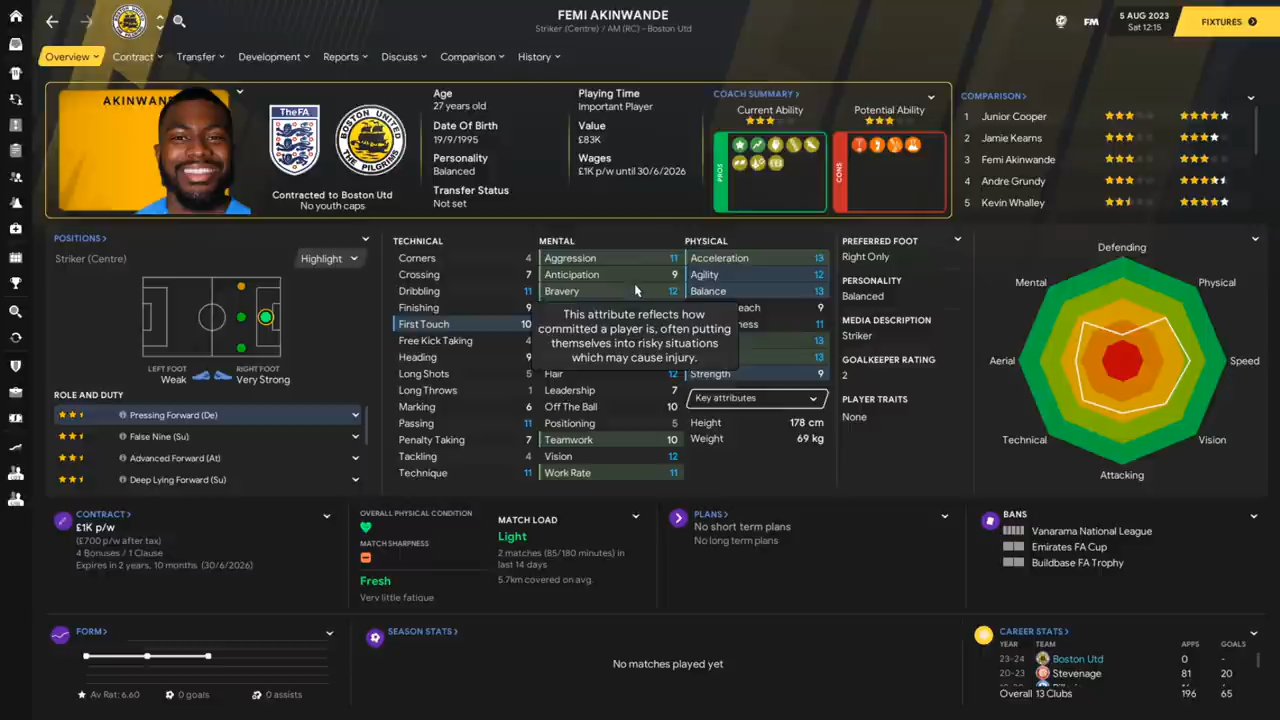 FEMI AKINWANDE
Striker (Centre) / AM (RC) - Boston Utd
FM
5 AUG 2023
Sat 12:15
FIXTURES
Overview
Contract
Transfer
Development
Reports
Discuss
Comparison
History
AKINWAND
TheFA
BOSTON UNITED
THE PILGRIMS
Contracted to Boston Utd
No youth caps
Age
27 years old
Date Of Birth
19/9/1995
Personality
Balanced
Transfer Status
Not set
Playing Time
Important Player
Value
£83K
Wages
£1K p/w until 30/6/2026
COACH SUMMARY>
Current Ability
Potential Ability
PROS
CONS
COMPARISON>
1 Junior Cooper
2 Jamie Kearns
3 Femi Akinwande
4 Andre Grundy
5 Kevin Whalley
POSITIONS>
Striker (Centre)
Highlight
LEFT FOOT
Weak
RIGHT FOOT
Very Strong
ROLE AND DUTY
Pressing Forward (De)
False Nine (Su)
Advanced Forward (At)
Deep Lying Forward (Su)
TECHNICAL
Corners 4
Crossing 7
Dribbling 11
Finishing 9
First Touch 10
Free Kick Taking 4
Heading 9
Long Shots 5
Long Throws 1
Marking 6
Passing 11
Penalty Taking 7
Tackling 4
Technique 11
MENTAL
Aggression 11
Anticipation 9
Bravery 12
This attribute reflects how
committed a player is, often putting
themselves into risky situations
which may cause injury.
Flair 12
Leadership 7
Off The Ball 10
Positioning 5
Teamwork 10
Vision 12
Work Rate 11
PHYSICAL
Acceleration 13
Agility 12
Balance 13
each 9
ness 11
13
13
Strength 9
Key attributes
Height 178 cm
Weight 69 kg
PREFERRED FOOT
Right Only
PERSONALITY
Balanced
MEDIA DESCRIPTION
Striker
GOALKEEPER RATING
2
PLAYER TRAITS
None
Defending
Physical
Speed
Vision
Attacking
Technical
Aerial
Mental
CONTRACT>
£1K p/w
(£700 p/w after tax)
4 Bonuses / 1 Clause
Expires in 2 years, 10 months (30/6/2026)
OVERALL PHYSICAL CONDITION
MATCH SHARPNESS
Fresh
Very little fatigue
MATCH LOAD
Light
2 matches (85/180 minutes) in
last 14 days
5.7km covered on avg.
PLANS>
No short term plans
No long term plans
BANS
Vanarama National League
Emirates FA Cup
Buildbase FA Trophy
FORM>
Av Rat: 6.60
0 goals
0 assists
SEASON STATS>
No matches played yet
CAREER STATS>
YEAR TEAM APPS GOALS
23-24 Boston Utd 0 -
20-23 Stevenage 81 20
Overall 13 Clubs 196 65